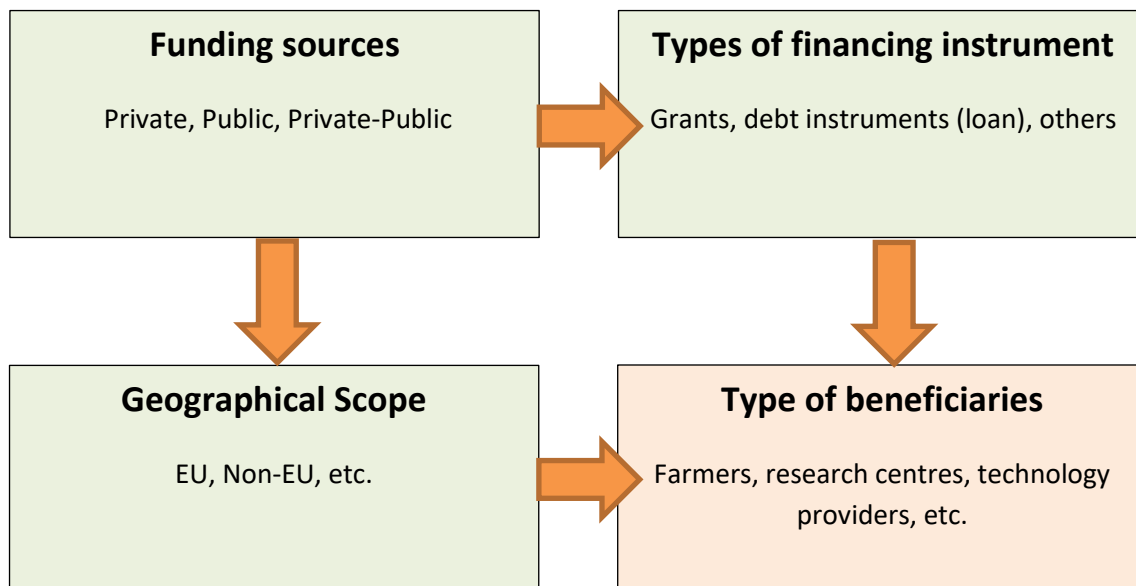 Funding sources
Private, Public, Private-Public
Types of financing instrument
Grants, debt instruments (loan), others
Geographical Scope
EU, Non-EU, etc.
Type of beneficiaries
Farmers, research centres, technology
providers, etc.